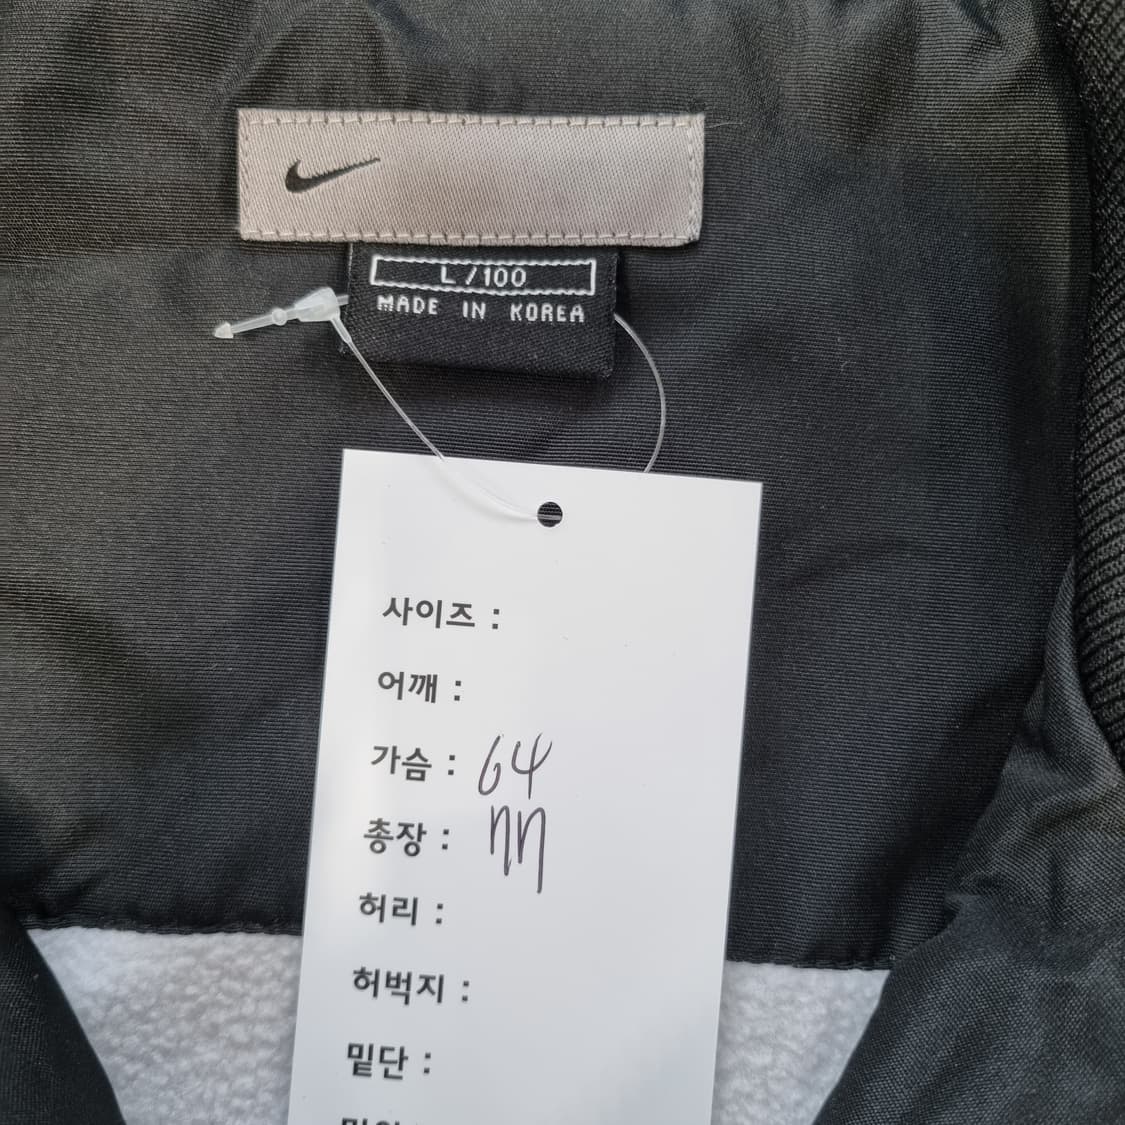 L/100
MADE IN KOREA
사이즈 :
어깨 :
가슴 : 64
총장 : 77
허리 :
허벅지 :
밑단 :